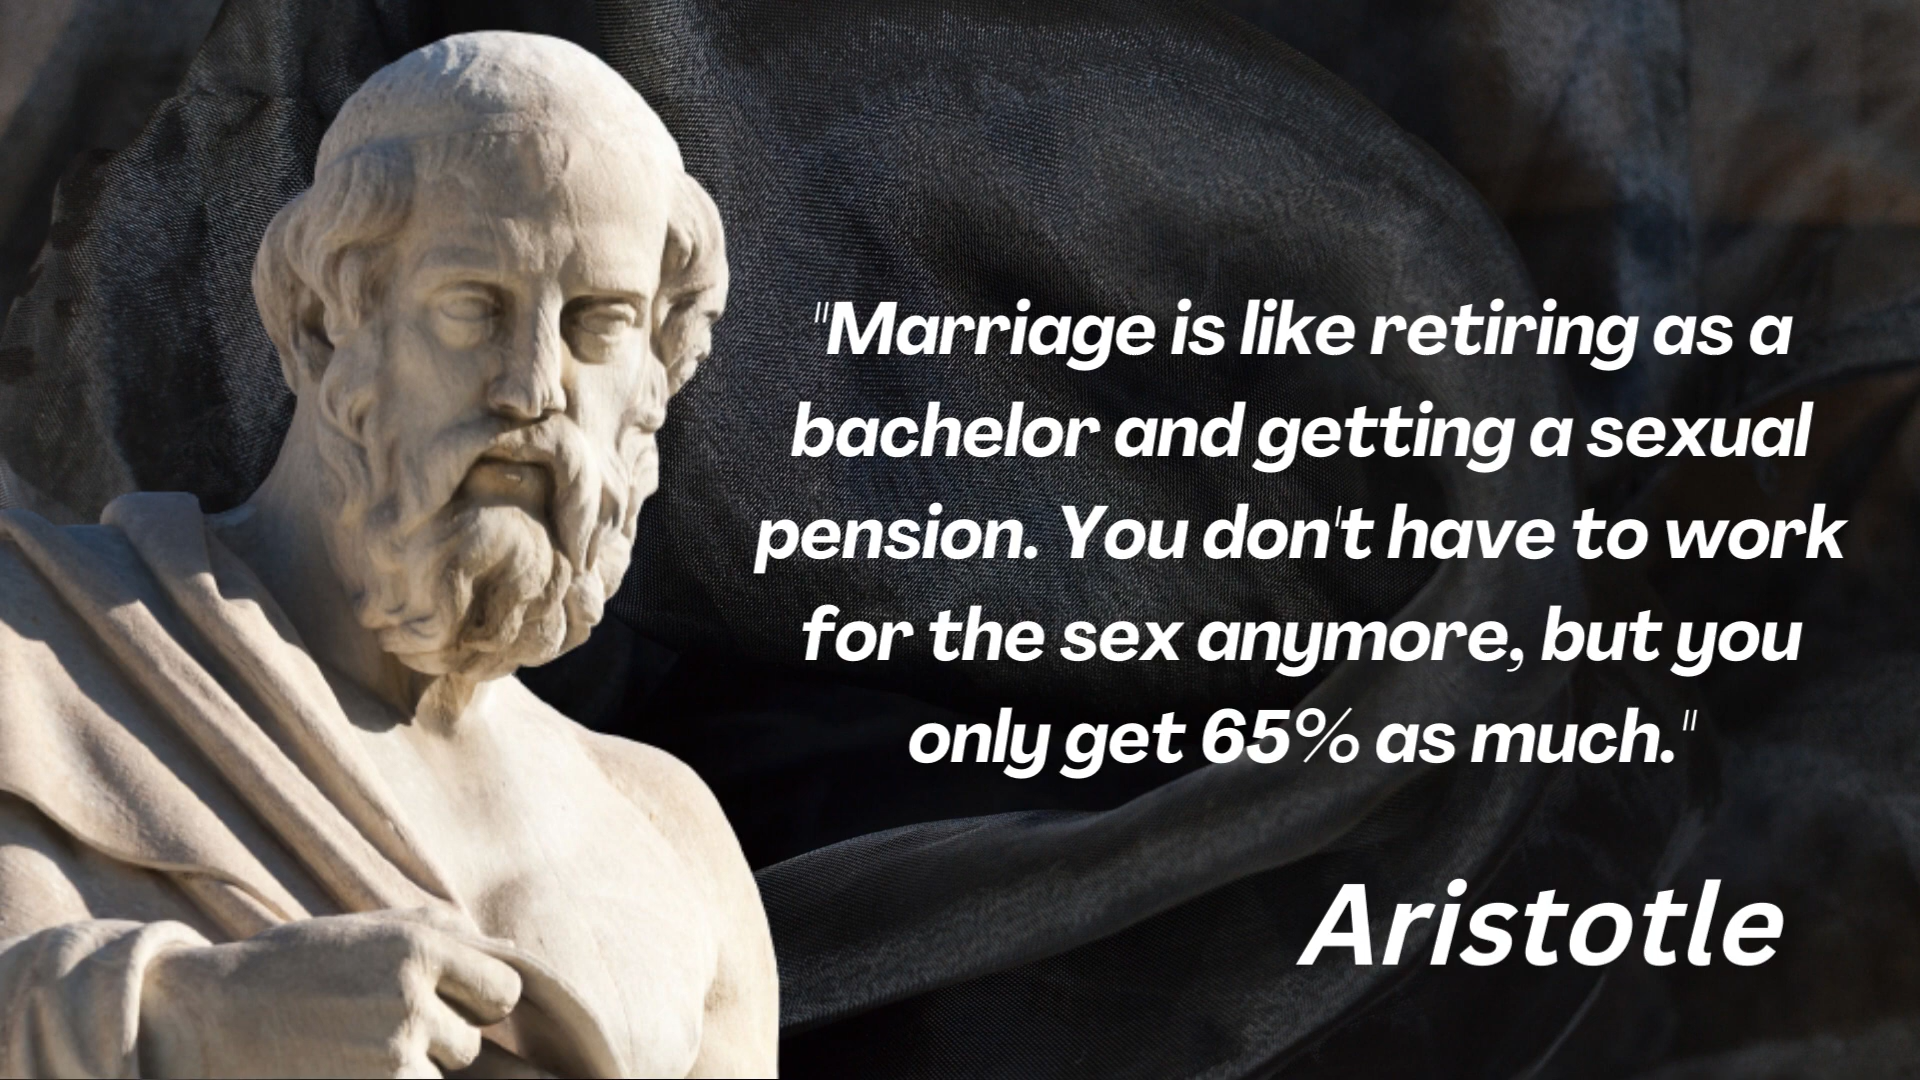 "Marriage is like retiring as a
bachelor and getting a sexual
pension. You don't have to work
for the sex anymore, but you
only get 65% as much."
Aristotle